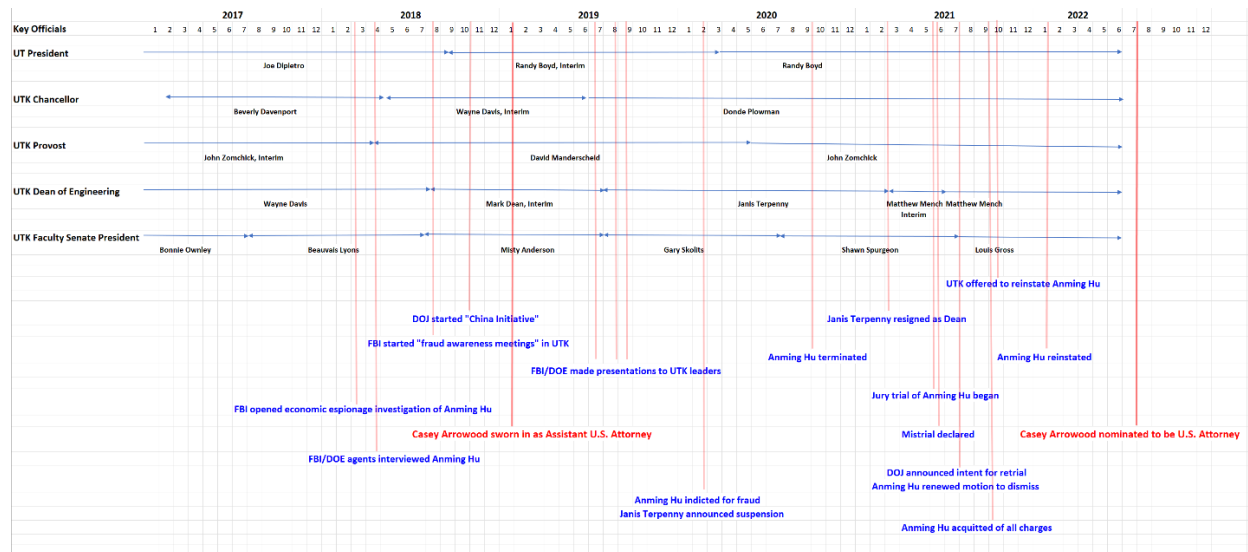 2017 2018 2019 2020 2021 2022
Key Officials 1 2 3 4 5 6 7 8 9 10 11 12 1 2 3 4 5 6 7 8 9 10 11 12 1 2 3 4 5 6 7 8 9 10 11 12 1 2 3 4 5 6 7 8 9 10 11 12 1 2 3 4 5 6 7 8 9 10 11 12 1 2 3 4 5 6 7 8 9 10 11 12
UT President
Joe Dipietro Randy Boyd, Interim Randy Boyd
UTK Chancellor
Beverly Davenport Wayne Davis, Interim Donde Plowman
UTK Provost
John Zomchick, Interim David Manderscheid John Zomchick
UTK Dean of Engineering
Wayne Davis Mark Dean, Interim Janis Terpenny Matthew Mench Matthew Mench
Interim
UTK Faculty Senate President
Bonnie Ownley Beauvais Lyons Misty Anderson Gary Skolits Shawn Spurgeon Louis Gross
UTK offered to reinstate Anming Hu
DOJ started "China Initiative" Janis Terpenny resigned as Dean
FBI started "fraud awareness meetings" in UTK
Anming Hu terminated Anming Hu reinstated
FBI/DOE made presentations to UTK leaders
Jury trial of Anming Hu began
FBI opened economic espionage investigation of Anming Hu
Casey Arrowood sworn in as Assistant U.S. Attorney Mistrial declared Casey Arrowood nominated to be U.S. Attorney
FBI/DOE agents interviewed Anming Hu
DOJ announced intent for retrial
Anming Hu renewed motion to dismiss
Anming Hu indicted for fraud
Janis Terpenny announced suspension
Anming Hu acquitted of all charges